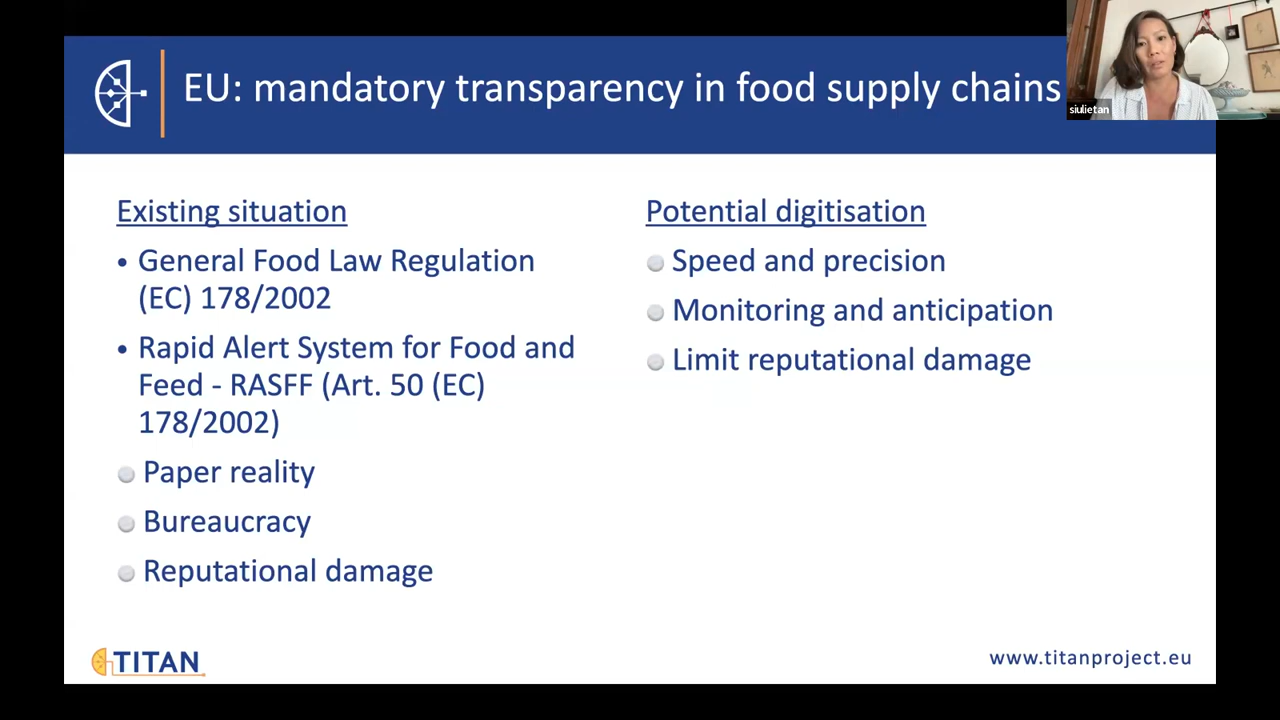 EU: mandatory transparency in food supply chains
siulietan
Existing situation
• General Food Law Regulation
(EC) 178/2002
• Rapid Alert System for Food and
Feed - RASFF (Art. 50 (EC)
178/2002)
Paper reality
Bureaucracy
Reputational damage
Potential digitisation
Speed and precision
Monitoring and anticipation
Limit reputational damage
TITAN
www.titanproject.eu